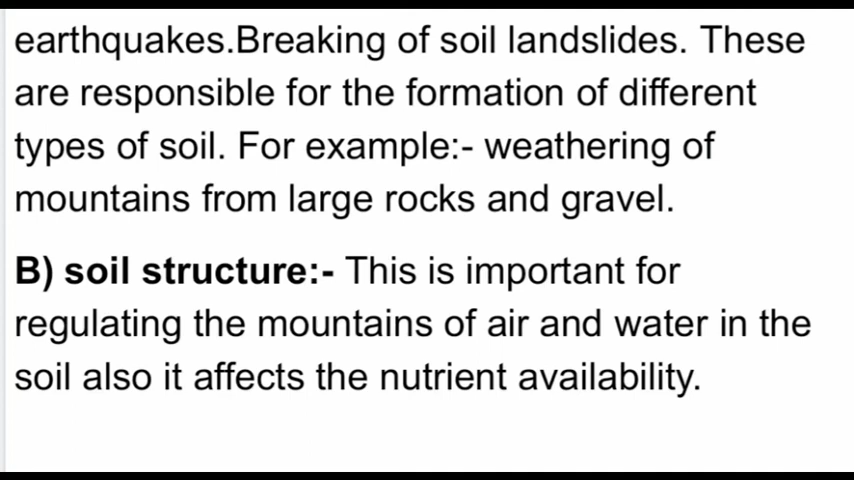 earthquakes.Breaking of soil landslides. These
are responsible for the formation of different
types of soil. For example:- weathering of
mountains from large rocks and gravel.
B) soil structure:- This is important for
regulating the mountains of air and water in the
soil also it affects the nutrient availability.